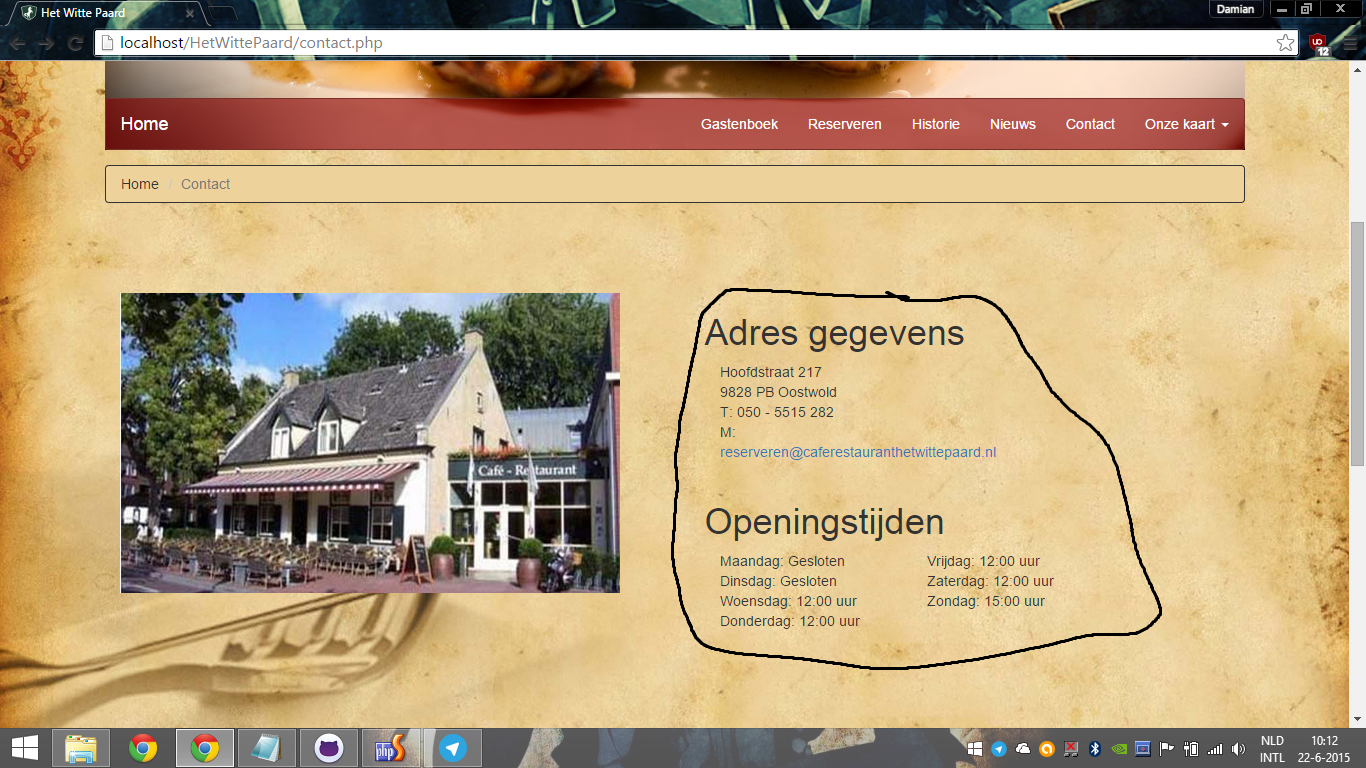 Het Witte Paard
Damian
localhost/HetWittePaard/contact.php
12
Home
Gastenboek
Reserveren
Historie
Nieuws
Contact
Onze kaart
Home / Contact
Café - Restaurant
Adres gegevens
Hoofdstraat 217
9828 PB Oostwold
T: 050 - 5515 282
M:
reserveren@caferestauranthetwittepaard.nl
Openingstijden
Maandag: Gesloten
Dinsdag: Gesloten
Woensdag: 12:00 uur
Donderdag: 12:00 uur
Vrijdag: 12:00 uur
Zaterdag: 12:00 uur
Zondag: 15:00 uur
php
NLD
INTL
10:12
22-6-2015